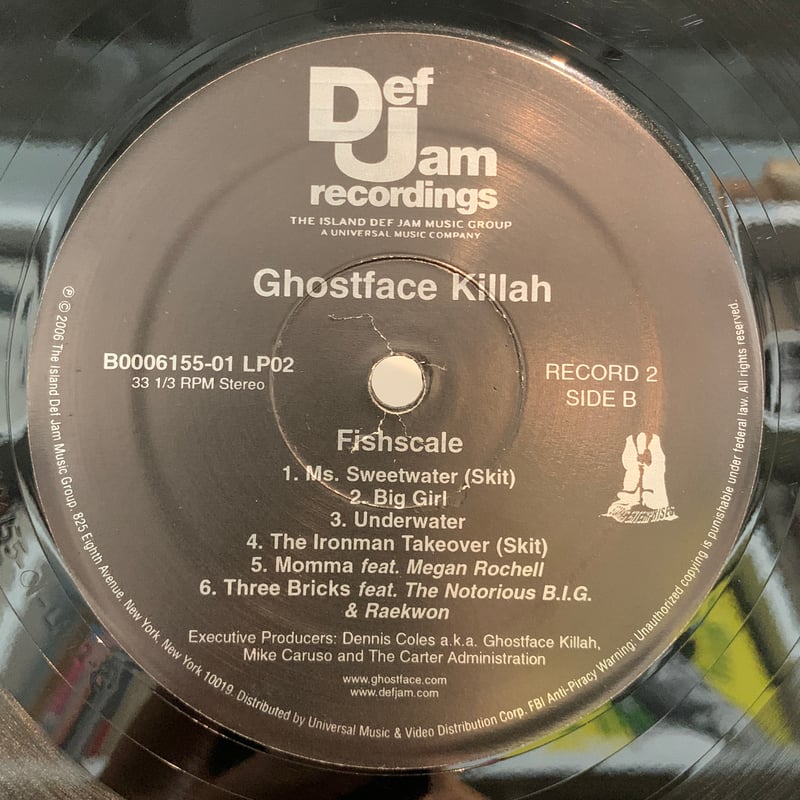 Def Jam
recordings
THE ISLAND DEF JAM MUSIC GROUP
A UNIVERSAL MUSIC COMPANY
Ghostface Killah
B0006155-01 LP02
33 1/3 RPM Stereo
RECORD 2
SIDE B
Fishscale
1. Ms. Sweetwater (Skit)
2. Big Girl
3. Underwater
4. The Ironman Takeover (Skit)
5. Momma feat. Megan Rochell
6. Three Bricks feat. The Notorious B.I.G.
& Raekwon
Executive Producers: Dennis Coles a.k.a. Ghostface Killah,
Mike Caruso and The Carter Administration
www.ghostface.com
www.defjam.com
℗ © 2006 The Island Def Jam Music Group, 825 Eighth Avenue, New York, New York 10019. Distributed by Universal Music & Video Distribution Corp. FBI Anti-Piracy Warning: Unauthorized copying is punishable under federal law. All rights reserved.